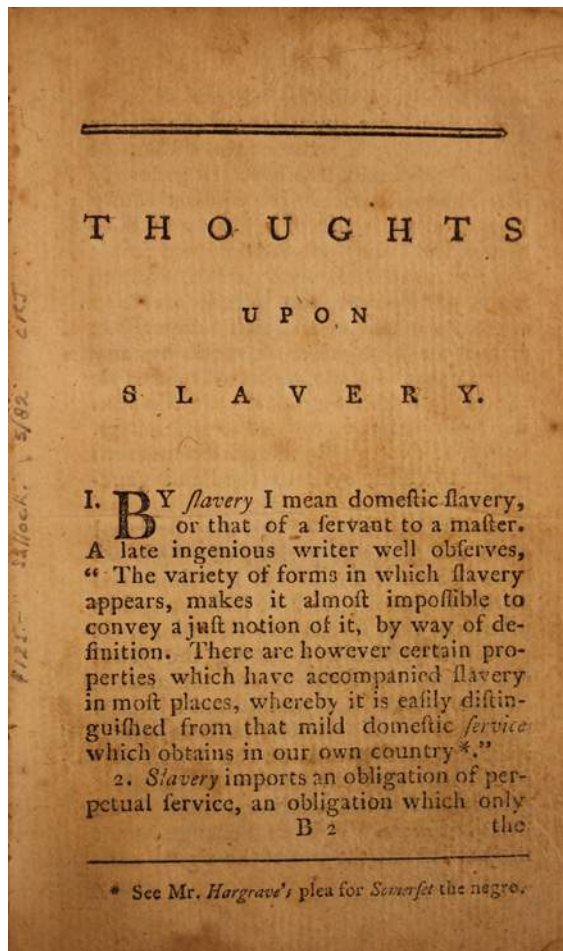 THOUGHTS
UPON
SLAVERY.
I. BY ſlavery I mean domeſtic ſlavery,
or that of a ſervant to a maſter.
A late ingenious writer well obſerves,
“ The variety of forms in which ſlavery
appears, makes it almoſt impoſſible to
convey a juſt notion of it, by way of de-
finition. There are however certain pro-
perties which have accompanied ſlavery
in moſt places, whereby it is eaſily diſtin-
guiſhed from that mild domeſtic ſervice
which obtains in our own country *.”
2. Slavery imports an obligation of per-
petual ſervice, an obligation which only
B 2 the
* See Mr. Hargrave's plea for Somerſet the negro.
5/82